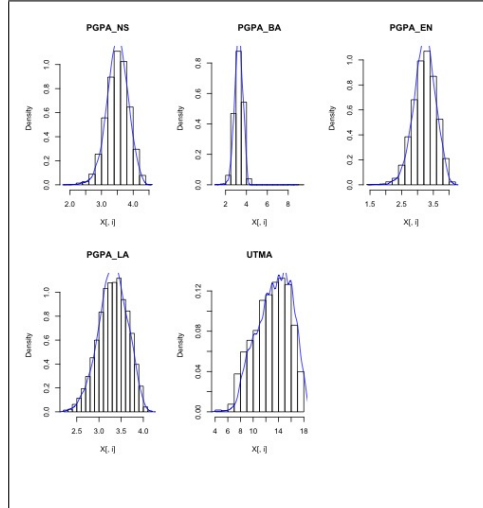 PGPA_NS
Density
0.0 0.2 0.4 0.6 0.8 1.0
2.0 3.0 4.0
X[, i]
PGPA_BA
Density
0.0 0.2 0.4 0.6 0.8
2 4 6 8
X[, i]
PGPA_EN
Density
0.0 0.2 0.4 0.6 0.8 1.0
1.5 2.5 3.5
X[, i]
PGPA_LA
Density
0.0 0.2 0.4 0.6 0.8 1.0
2.5 3.0 3.5 4.0
X[, i]
UTMA
Density
0.00 0.04 0.08 0.12
4 6 8 10 14 18
X[, i]